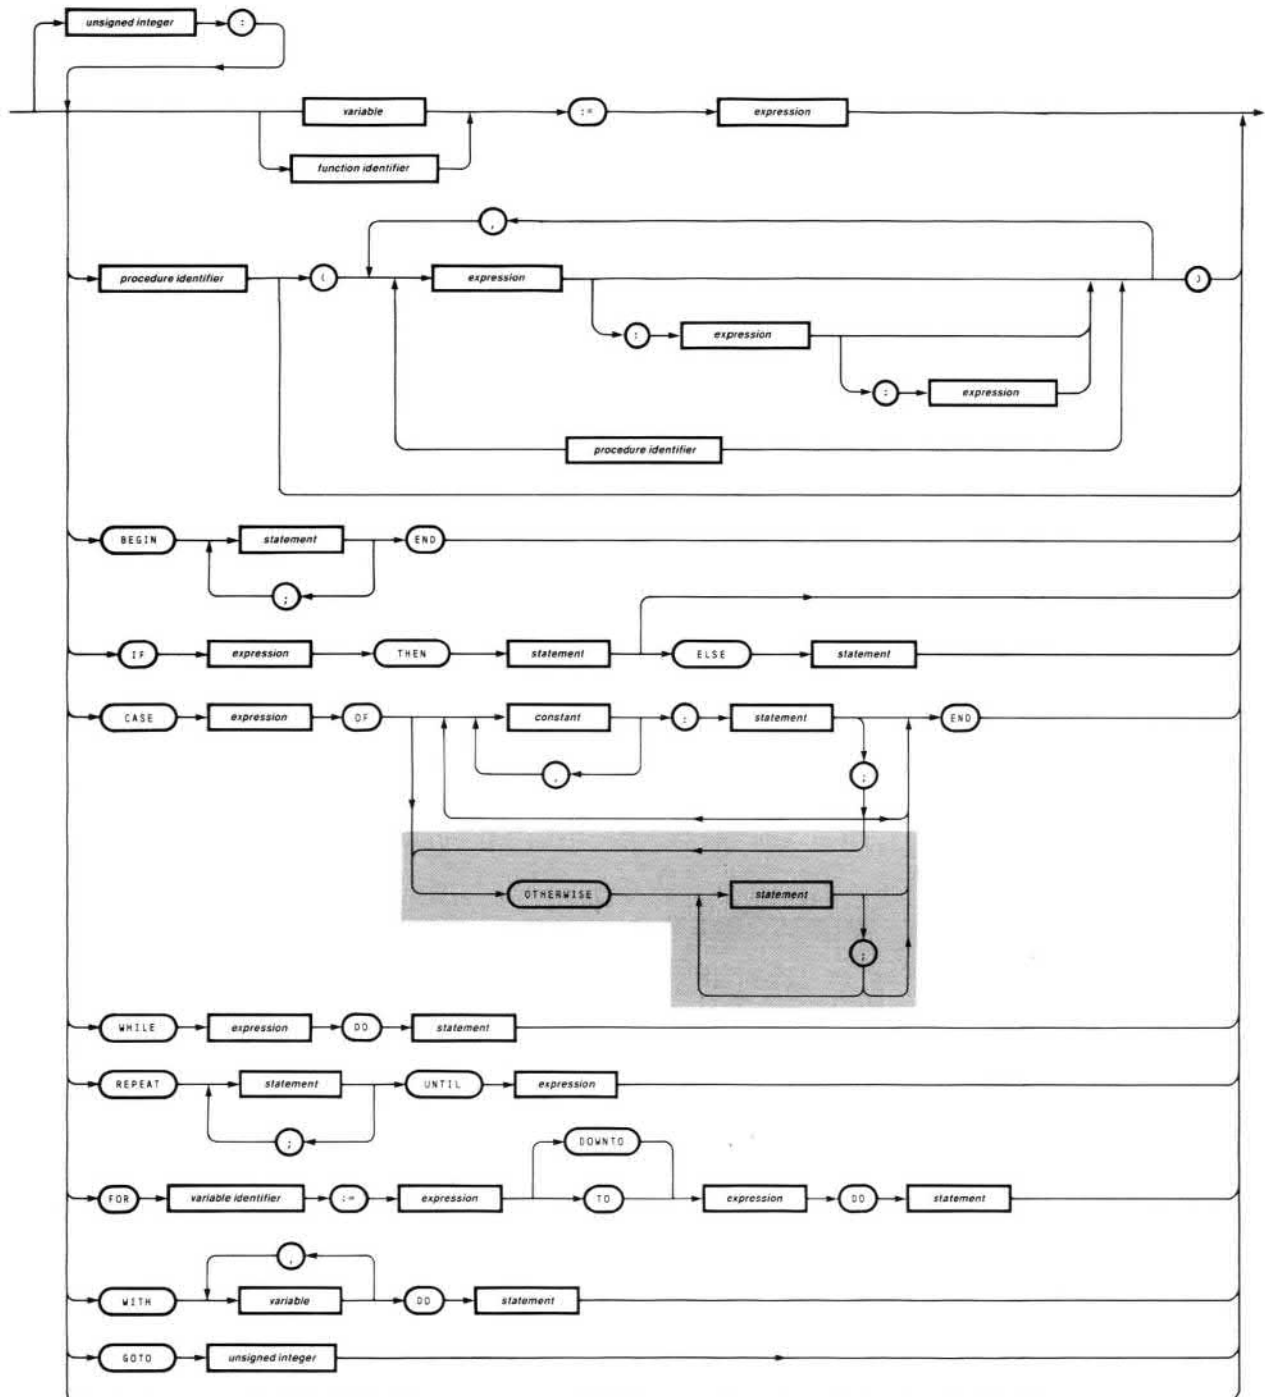 unsigned integer :
variable := expression
function identifier
,
procedure identifier ( expression )
: expression
: expression
procedure identifier
BEGIN statement END
;
IF expression THEN statement ELSE statement
CASE expression OF constant : statement END
, ;
OTHERWISE statement
;
WHILE expression DO statement
REPEAT statement UNTIL expression
;
DOWNTO
FOR variable identifier := expression TO expression DO statement
,
WITH variable DO statement
GOTO unsigned integer